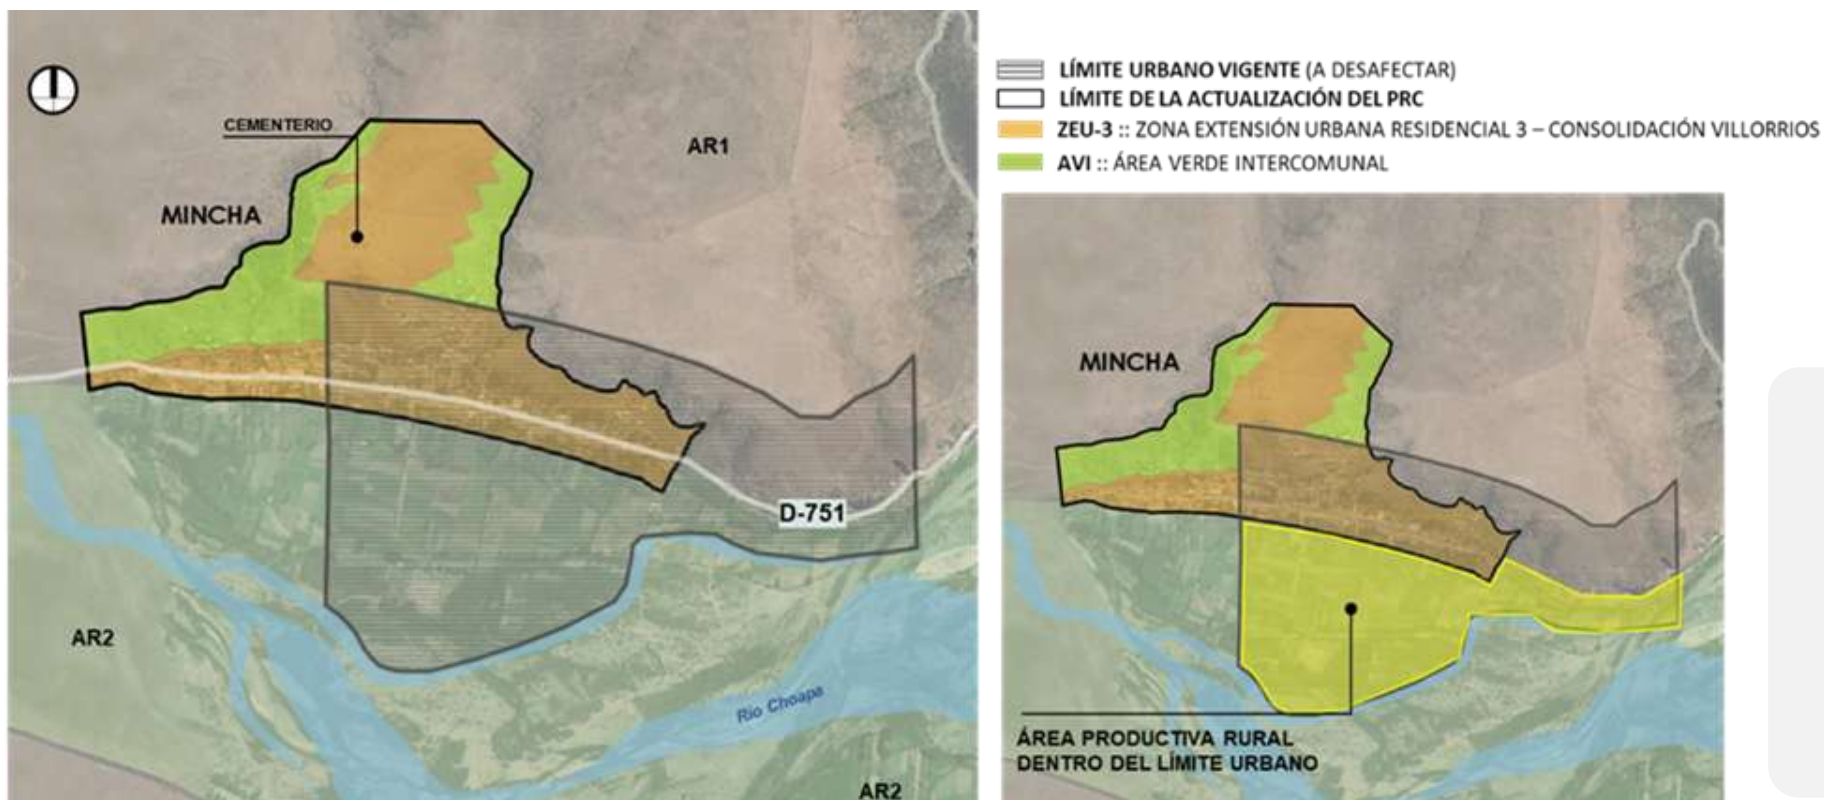 CEMENTERIO
AR1
MINCHA
D-751
AR2
Río Choapa
AR2
LÍMITE URBANO VIGENTE (A DESAFECTAR)
LÍMITE DE LA ACTUALIZACIÓN DEL PRC
ZEU-3 :: ZONA EXTENSIÓN URBANA RESIDENCIAL 3 – CONSOLIDACIÓN VILLORRIOS
AVI :: ÁREA VERDE INTERCOMUNAL
MINCHA
ÁREA PRODUCTIVA RURAL
DENTRO DEL LÍMITE URBANO